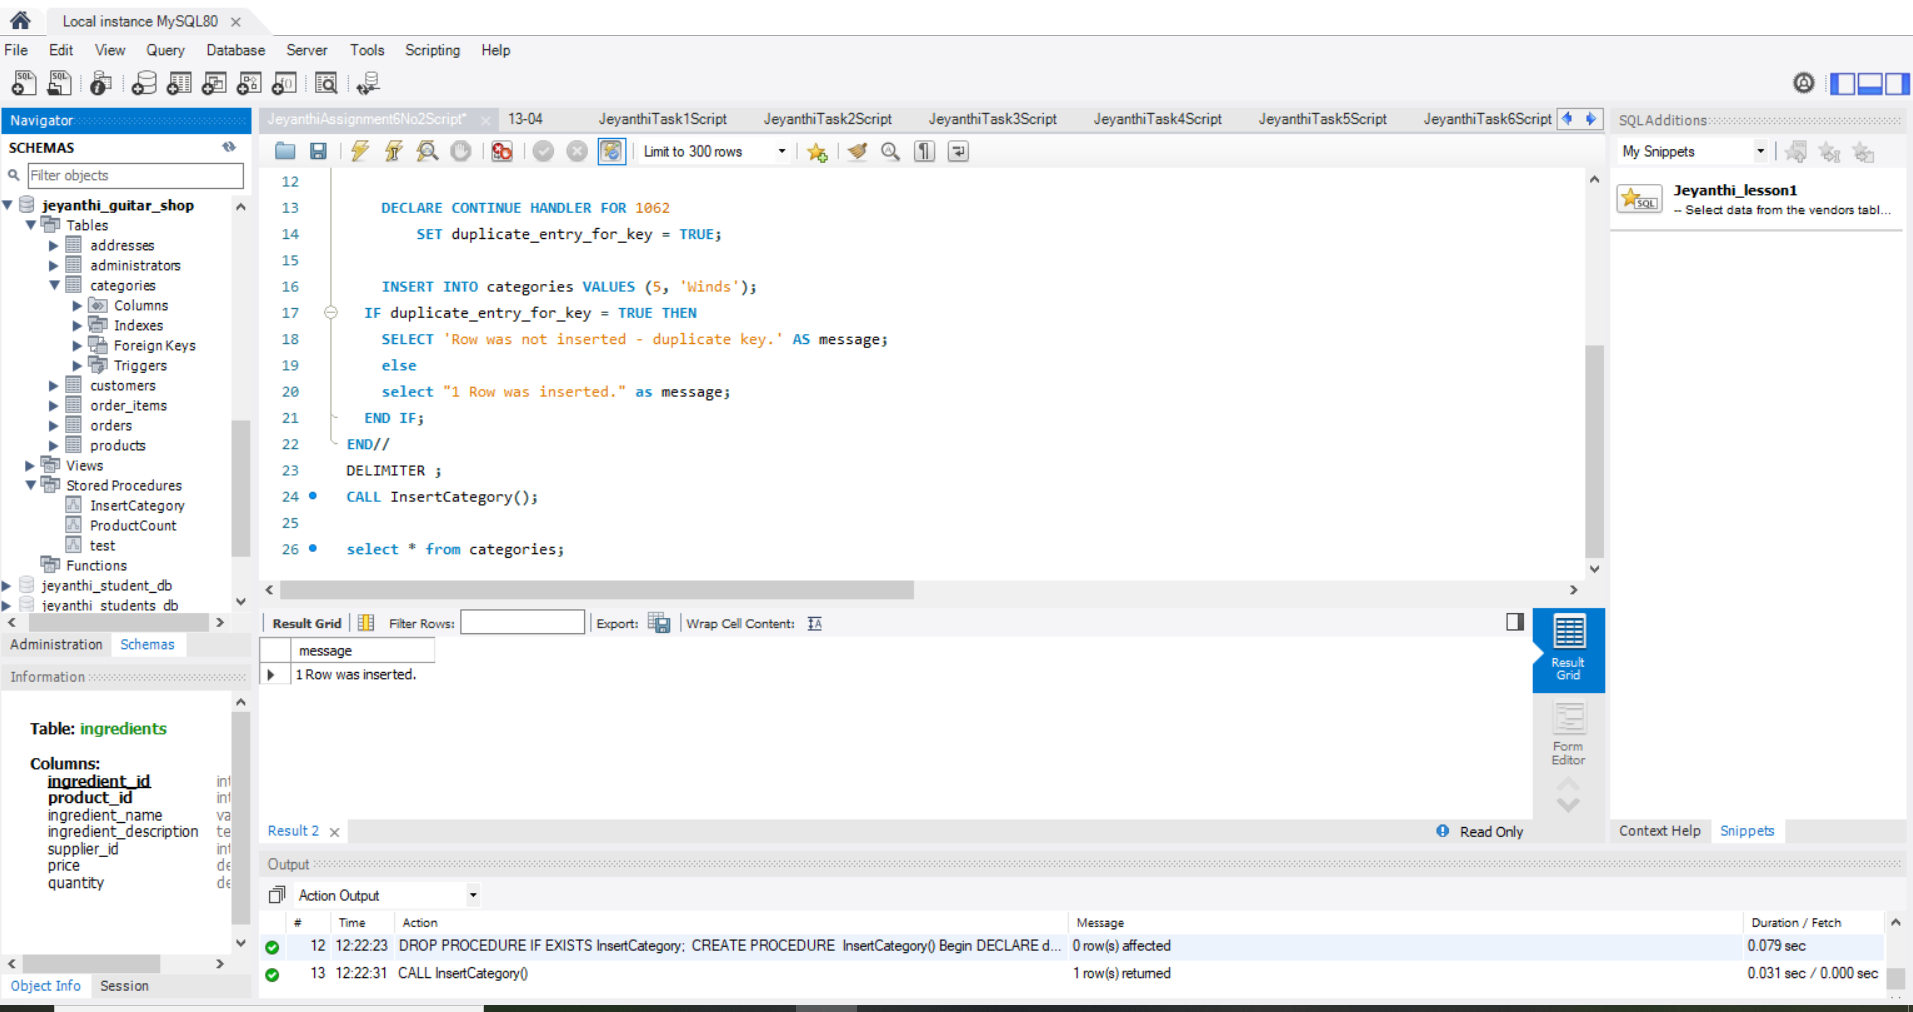 Local instance MySQL80
File Edit View Query Database Server Tools Scripting Help
Navigator
SCHEMAS
Filter objects
jeyanthi_guitar_shop
Tables
addresses
administrators
categories
Columns
Indexes
Foreign Keys
Triggers
customers
order_items
orders
products
Views
Stored Procedures
InsertCategory
ProductCount
test
Functions
jeyanthi_student_db
jeyanthi_students_db
Administration Schemas
Information
Table: ingredients
Columns:
ingredient_id int
product_id int
ingredient_name va
ingredient_description te
supplier_id int
price de
quantity de
Object Info Session
JeyanthiAssignment6No2Script* 13-04 JeyanthiTask1Script JeyanthiTask2Script JeyanthiTask3Script JeyanthiTask4Script JeyanthiTask5Script JeyanthiTask6Script
Limit to 300 rows
12
13 DECLARE CONTINUE HANDLER FOR 1062
14 SET duplicate_entry_for_key = TRUE;
15
16 INSERT INTO categories VALUES (5, 'Winds');
17 IF duplicate_entry_for_key = TRUE THEN
18 SELECT 'Row was not inserted - duplicate key.' AS message;
19 else
20 select "1 Row was inserted." as message;
21 END IF;
22 END//
23 DELIMITER ;
24 CALL InsertCategory();
25
26 select * from categories;
Result Grid Filter Rows: Export: Wrap Cell Content:
message
1 Row was inserted.
Result Grid
Form Editor
Result 2 Read Only
Output
Action Output
# Time Action Message Duration / Fetch
12 12:22:23 DROP PROCEDURE IF EXISTS InsertCategory; CREATE PROCEDURE InsertCategory() Begin DECLARE d... 0 row(s) affected 0.079 sec
13 12:22:31 CALL InsertCategory() 1 row(s) returned 0.031 sec / 0.000 sec
SQLAdditions
My Snippets
Jeyanthi_lesson1
-- Select data from the vendors tabl...
Context Help Snippets